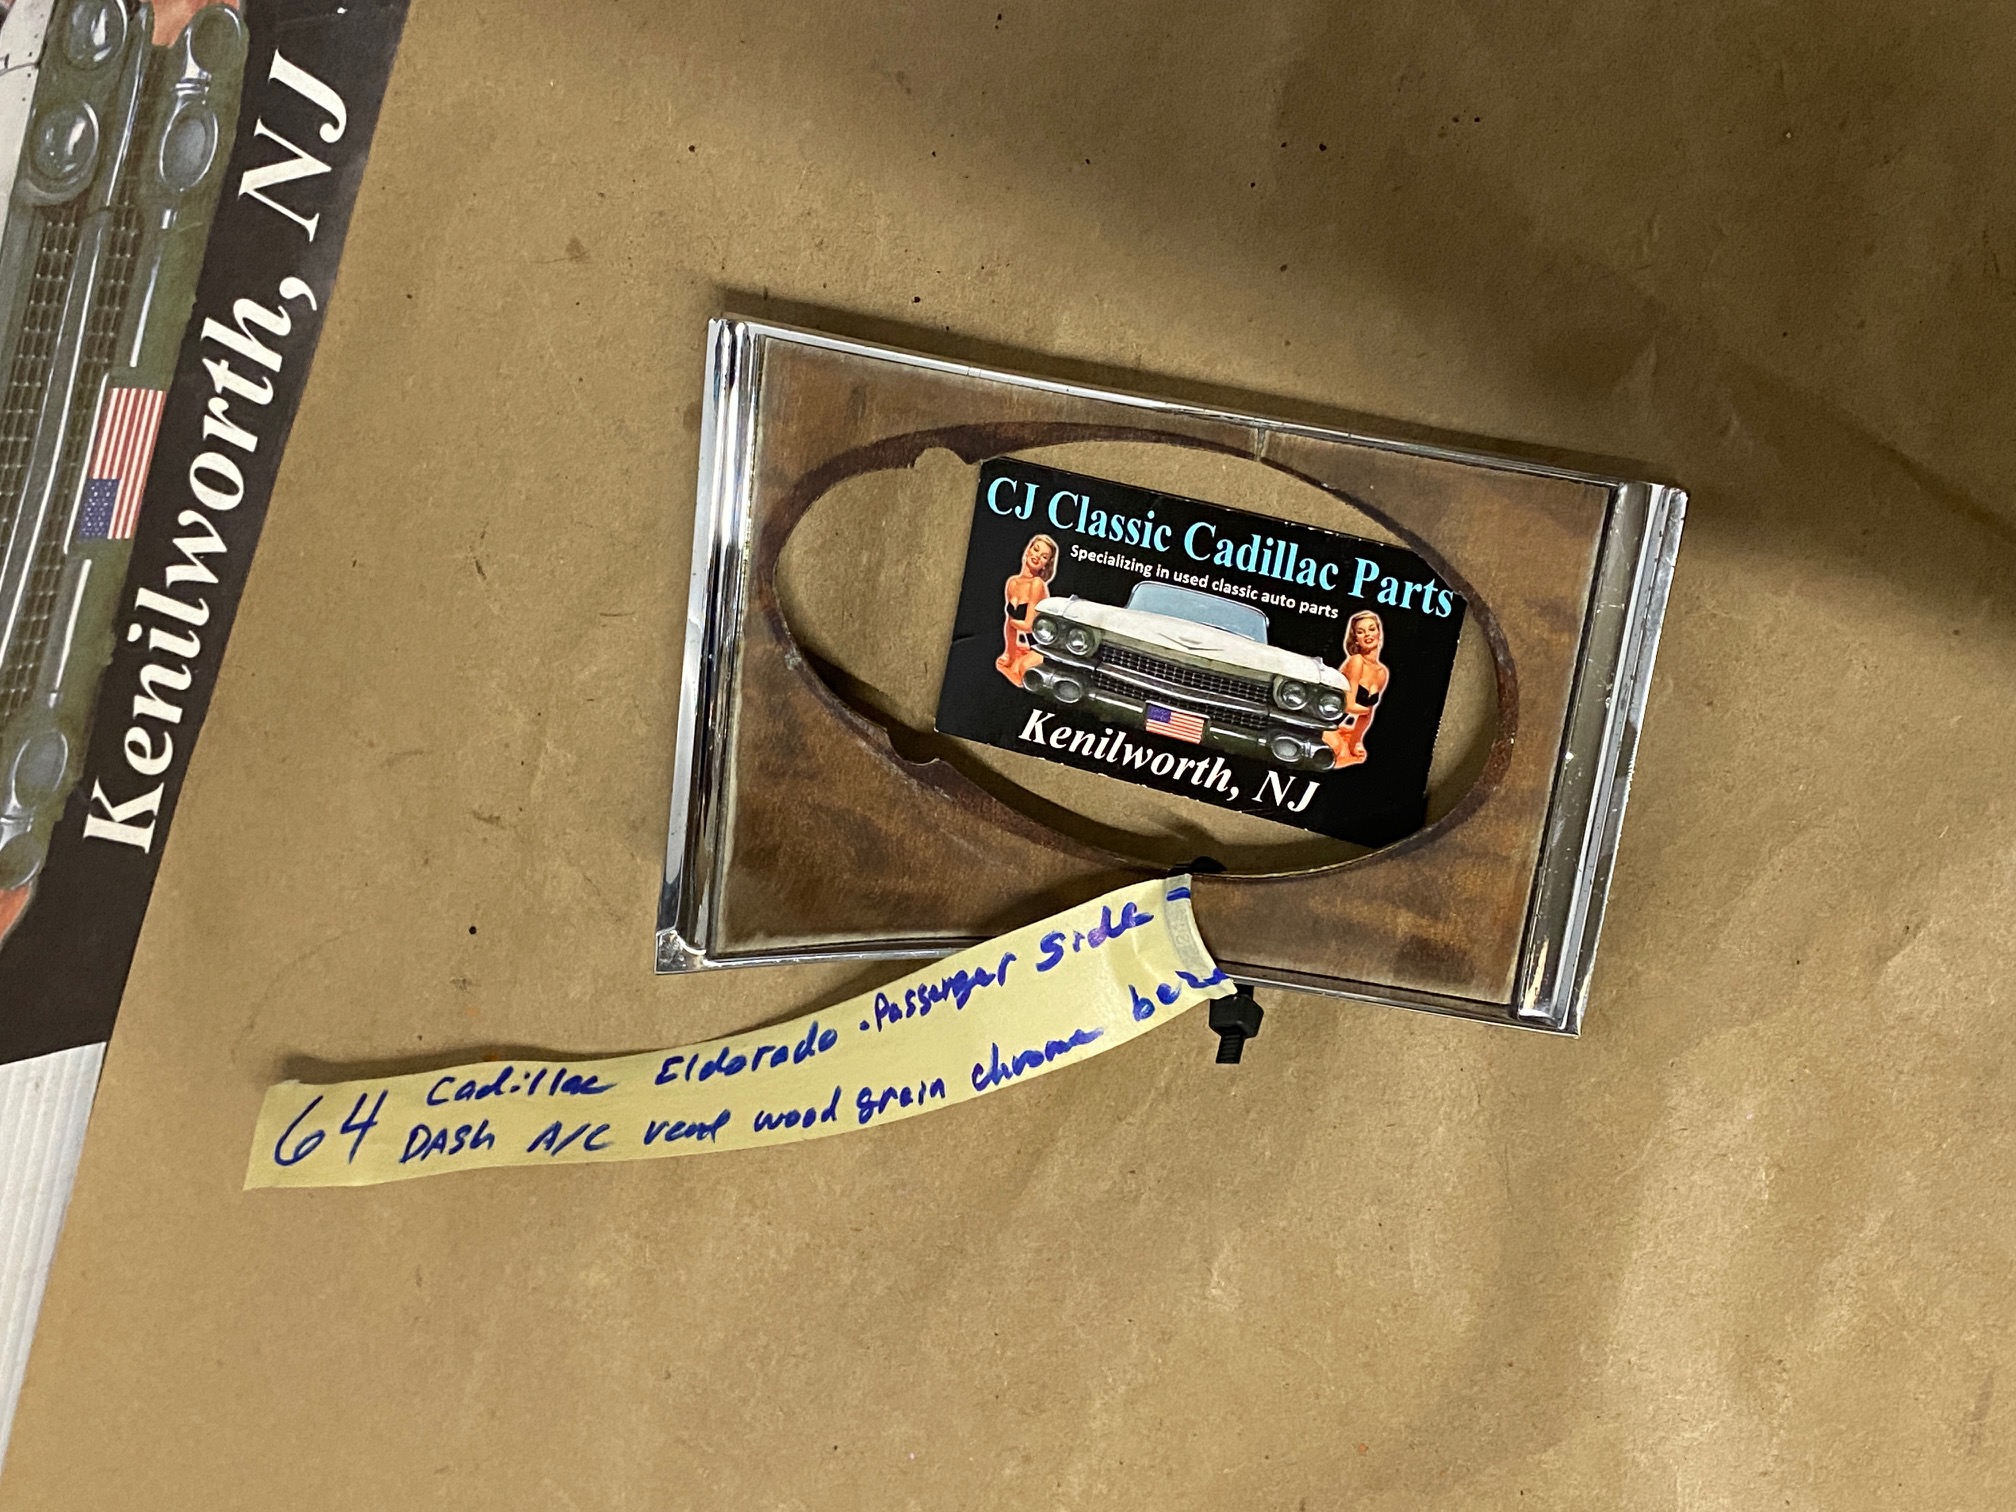 Kenilworth, NJ
CJ Classic Cadillac Parts
Specializing in used classic auto parts
Kenilworth, NJ
64 Cadillac Eldorado . Passenger Side -
DASH A/C vent wood grain chrome beze